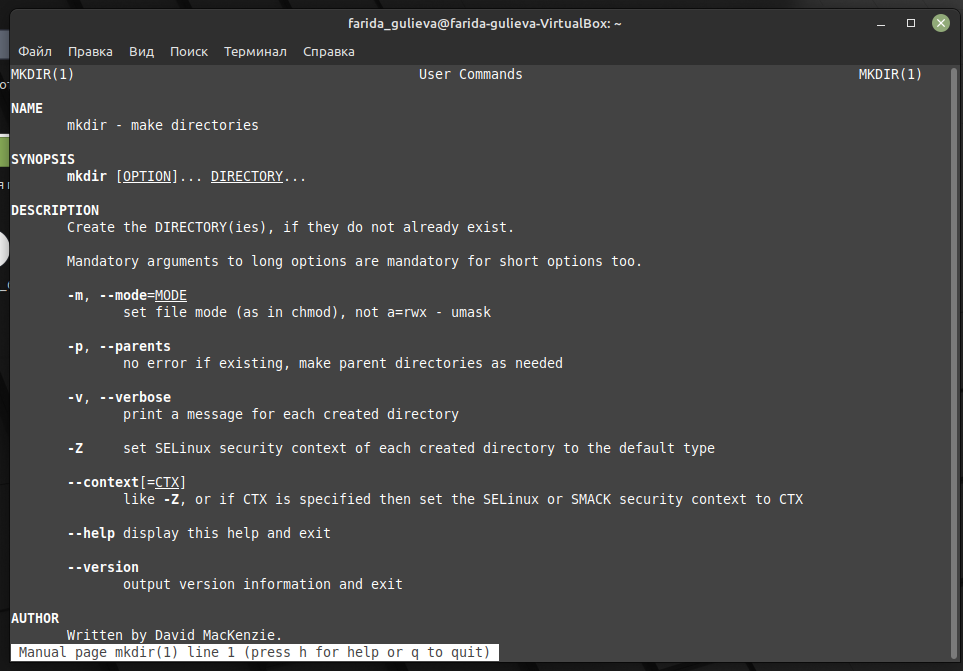 farida_gulieva@farida-gulieva-VirtualBox: ~
Файл Правка Вид Поиск Терминал Справка
MKDIR(1) User Commands MKDIR(1)
NAME
mkdir - make directories
SYNOPSIS
mkdir [OPTION]... DIRECTORY...
DESCRIPTION
Create the DIRECTORY(ies), if they do not already exist.
Mandatory arguments to long options are mandatory for short options too.
-m, --mode=MODE
set file mode (as in chmod), not a=rwx - umask
-p, --parents
no error if existing, make parent directories as needed
-v, --verbose
print a message for each created directory
-Z set SELinux security context of each created directory to the default type
--context[=CTX]
like -Z, or if CTX is specified then set the SELinux or SMACK security context to CTX
--help display this help and exit
--version
output version information and exit
AUTHOR
Written by David MacKenzie.
Manual page mkdir(1) line 1 (press h for help or q to quit)